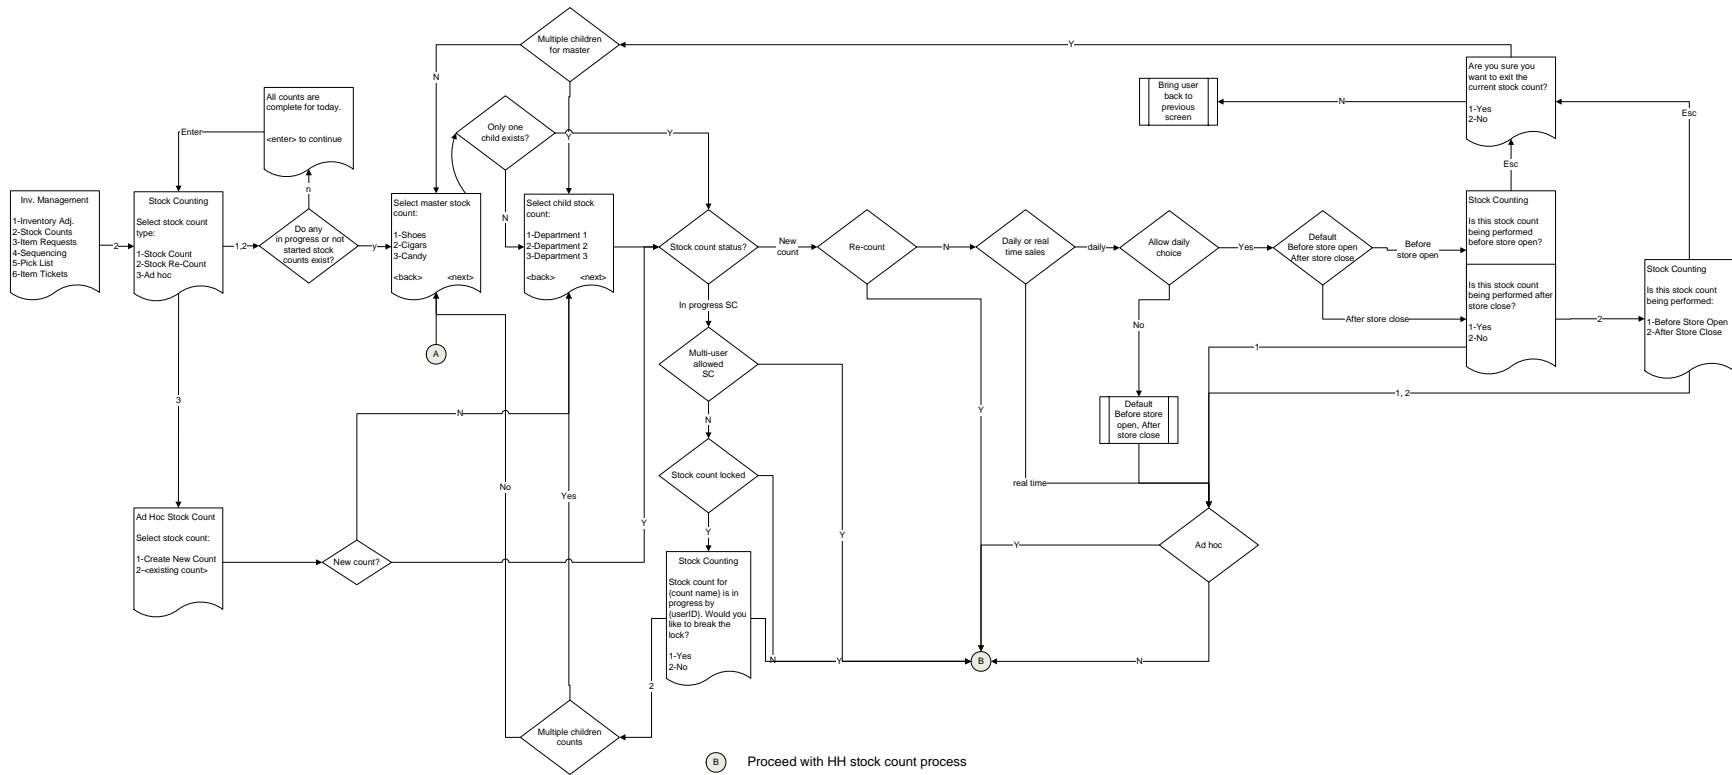 Multiple children
for master
Y
N
Are you sure you
want to exit the
current stock count?
1-Yes
2-No
Bring user
back to
previous
screen
N
Esc
Esc
All counts are
complete for today.
<enter> to continue
Enter
n
Only one
child exists?
Y
Y
N
Inv. Management
1-Inventory Adj.
2-Stock Counts
3-Item Requests
4-Sequencing
5-Pick List
6-Item Tickets
2
Stock Counting
Select stock count
type:
1-Stock Count
2-Stock Re-Count
3-Ad hoc
1,2
Do any
in progress or not
started stock
counts exist?
y
Select master stock
count:
1-Shoes
2-Cigars
3-Candy
<back> <next>
Select child stock
count:
1-Department 1
2-Department 2
3-Department 3
<back> <next>
Stock count status?
New
count
Re-count
N
Daily or real
time sales
daily
Allow daily
choice
Yes
Default
Before store open
After store close
Before
store open
After store close
Stock Counting
Is this stock count
being performed
before store open?
Is this stock count
being performed after
store close?
1-Yes
2-No
2
1
Stock Counting
Is this stock count
being performed:
1-Before Store Open
2-After Store Close
1, 2
In progress SC
Multi-user
allowed
SC
N
Y
Stock count locked
Y
N
No
Default
Before store
open, After
store close
real time
Y
A
3
N
Y
No
Yes
Ad Hoc Stock Count
Select stock count:
1-Create New Count
2-<existing count>
New count?
Stock Counting
Stock count for
{count name} is in
progress by
{userID}. Would you
like to break the
lock?
1-Yes
2-No
Y
2
Ad hoc
Y
N
B
Multiple children
counts
B Proceed with HH stock count process